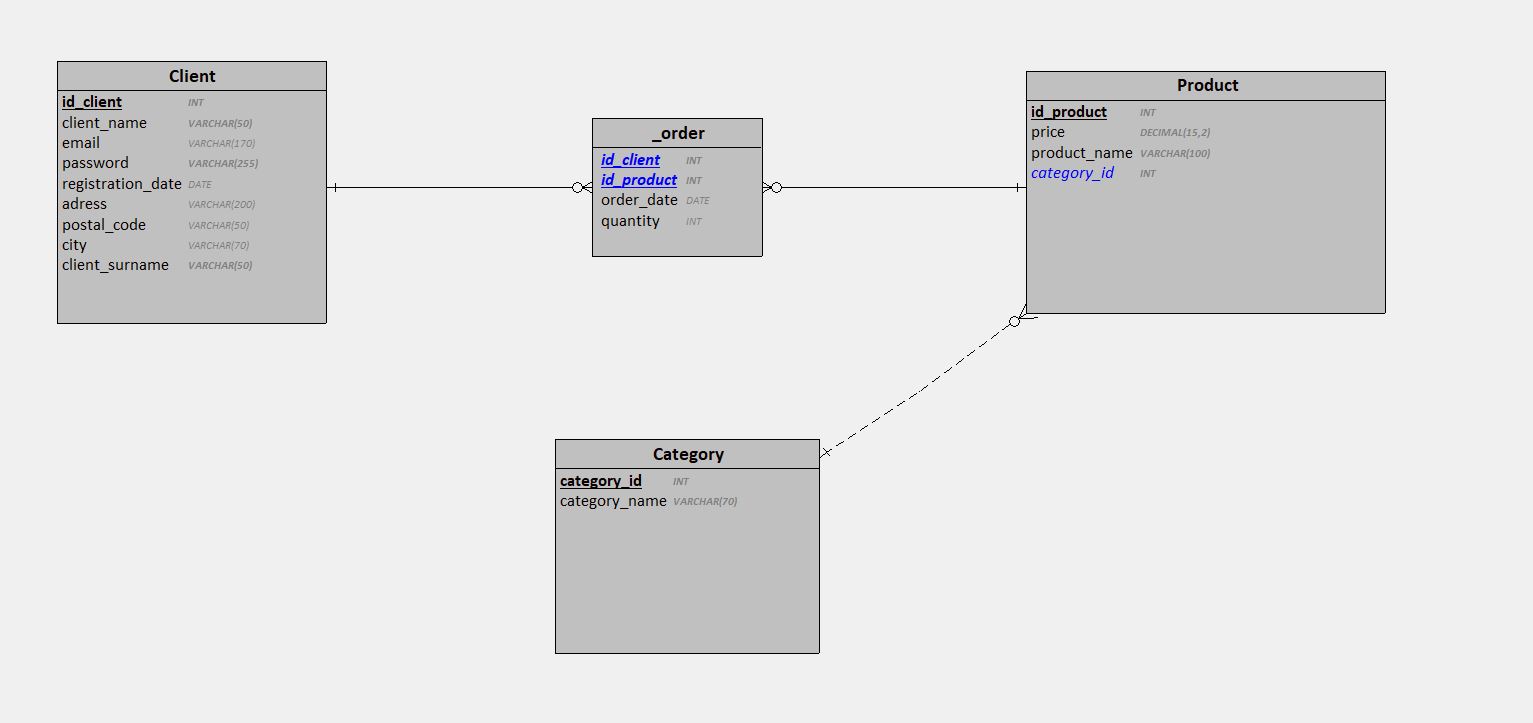 Client
id_client INT
client_name VARCHAR(50)
email VARCHAR(170)
password VARCHAR(255)
registration_date DATE
adress VARCHAR(200)
postal_code VARCHAR(50)
city VARCHAR(70)
client_surname VARCHAR(50)
_order
id_client INT
id_product INT
order_date DATE
quantity INT
Product
id_product INT
price DECIMAL(15,2)
product_name VARCHAR(100)
category_id INT
Category
category_id INT
category_name VARCHAR(70)